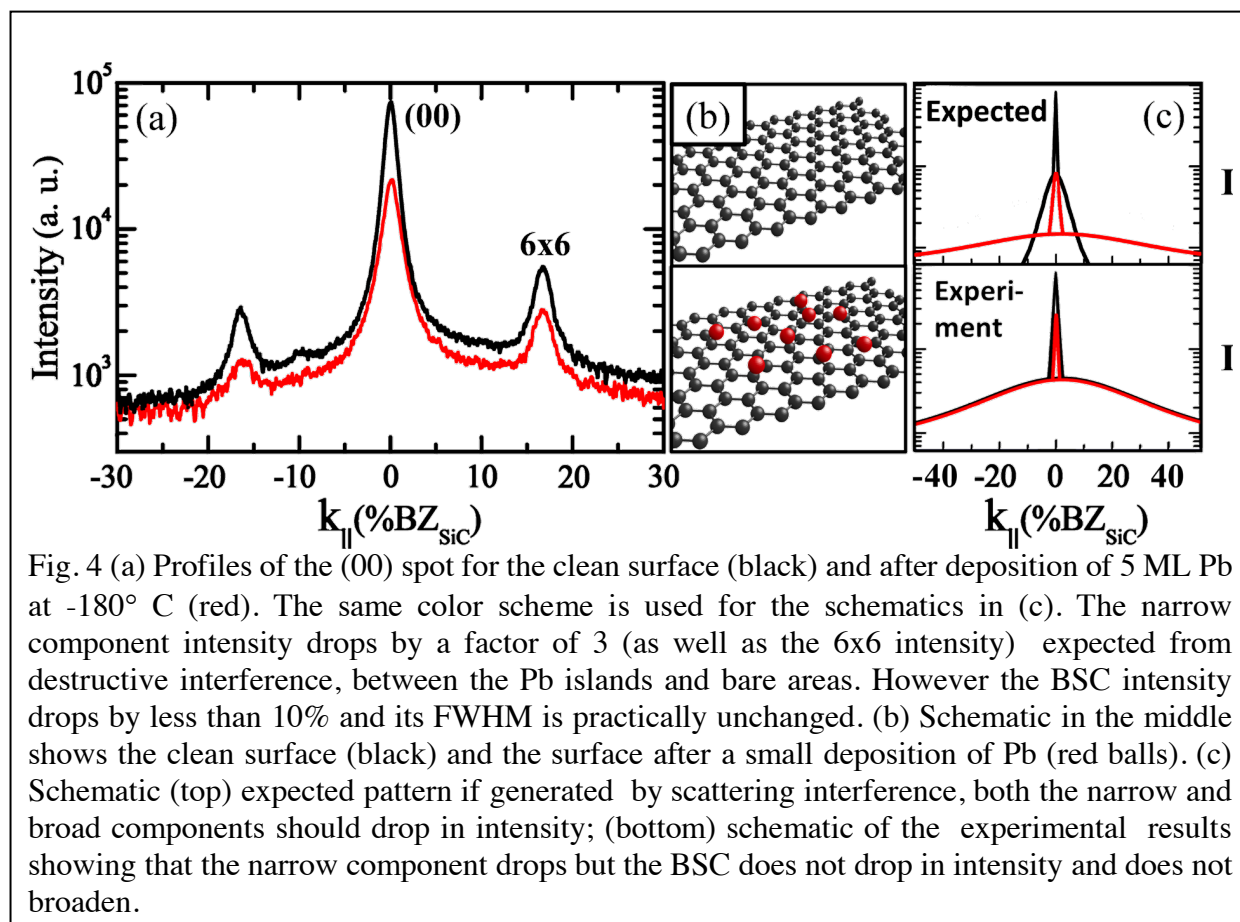 10^5
(a)
(00)
10^4
6x6
10^3
Intensity (a. u.)
-30 -20 -10 0 10 20 30
k||(%BZSiC)
(b)
(c)
Expected
I
Experi-
ment
I
-40 -20 0 20 40
k||(%BZSiC)
Fig. 4 (a) Profiles of the (00) spot for the clean surface (black) and after deposition of 5 ML Pb
at -180° C (red). The same color scheme is used for the schematics in (c). The narrow
component intensity drops by a factor of 3 (as well as the 6x6 intensity) expected from
destructive interference, between the Pb islands and bare areas. However the BSC intensity
drops by less than 10% and its FWHM is practically unchanged. (b) Schematic in the middle
shows the clean surface (black) and the surface after a small deposition of Pb (red balls). (c)
Schematic (top) expected pattern if generated by scattering interference, both the narrow and
broad components should drop in intensity; (bottom) schematic of the experimental results
showing that the narrow component drops but the BSC does not drop in intensity and does not
broaden.